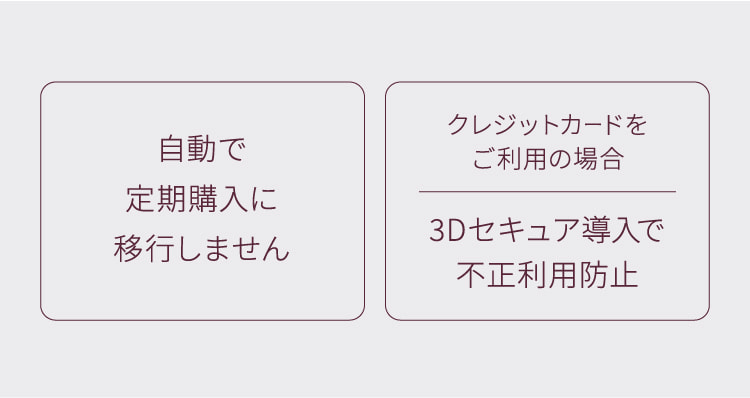 自動で
定期購入に
移行しません
クレジットカードを
ご利用の場合
3Dセキュア導入で
不正利用防止